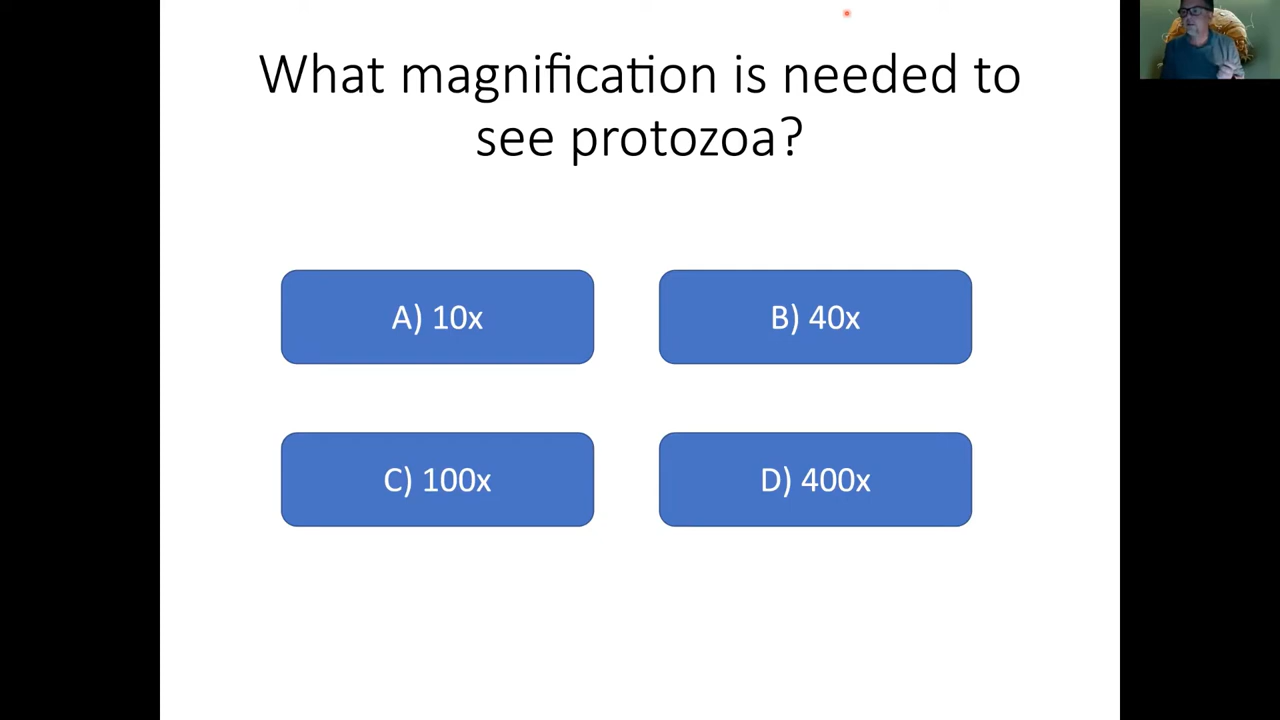 What magnification is needed to
see protozoa?
A) 10x
B) 40x
C) 100x
D) 400x